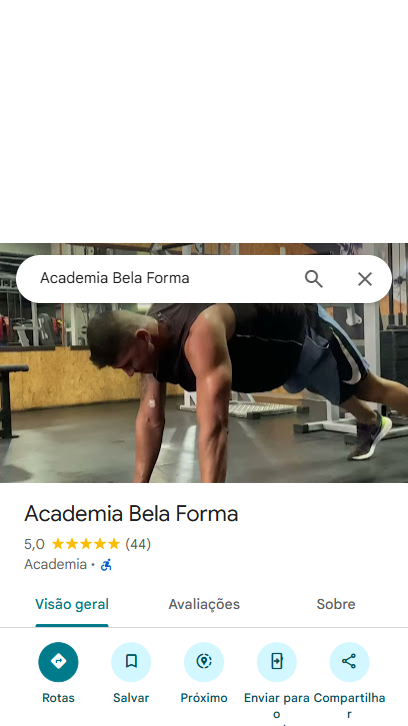 Academia Bela Forma
Academia Bela Forma
5,0 ★★★★★ (44)
Academia ·
Visão geral Avaliações Sobre
Rotas Salvar Próximo Enviar para o Compartilhar